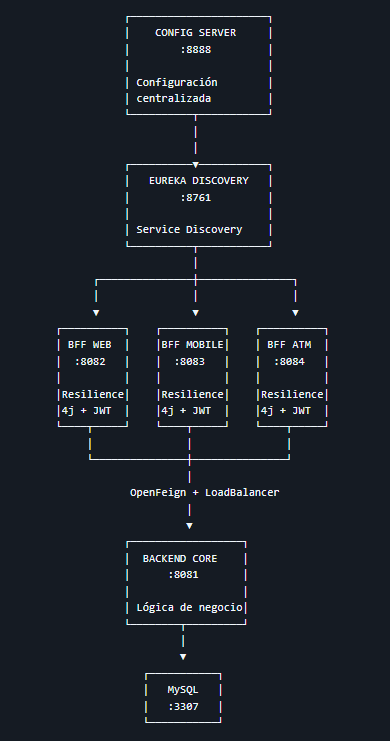 CONFIG SERVER
:8888
Configuración
centralizada
EUREKA DISCOVERY
:8761
Service Discovery
BFF WEB BFF MOBILE BFF ATM
:8082 :8083 :8084
Resilience Resilience Resilience
4j + JWT 4j + JWT 4j + JWT
OpenFeign + LoadBalancer
BACKEND CORE
:8081
Lógica de negocio
MySQL
:3307